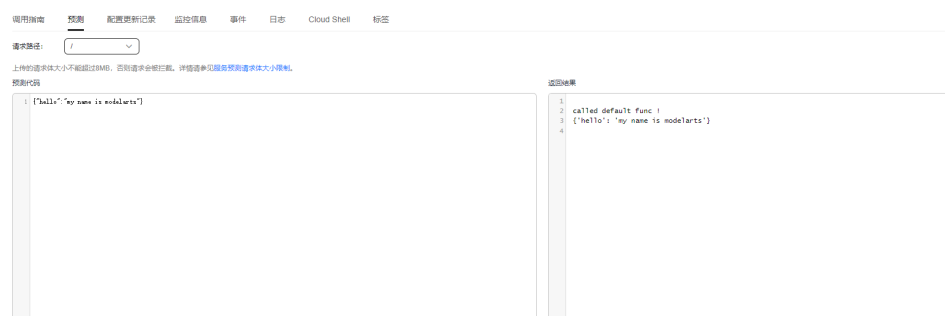 调用指南 预测 配置更新记录 监控信息 事件 日志 Cloud Shell 标签
请求路径： /
上传的请求体大小不能超过8MB，否则请求会被拦截。详情请参见服务预测请求体大小限制。
预测代码 返回结果
1 {"hello":"my name is modelarts"}
1
2 called default func !
3 {'hello': 'my name is modelarts'}
4